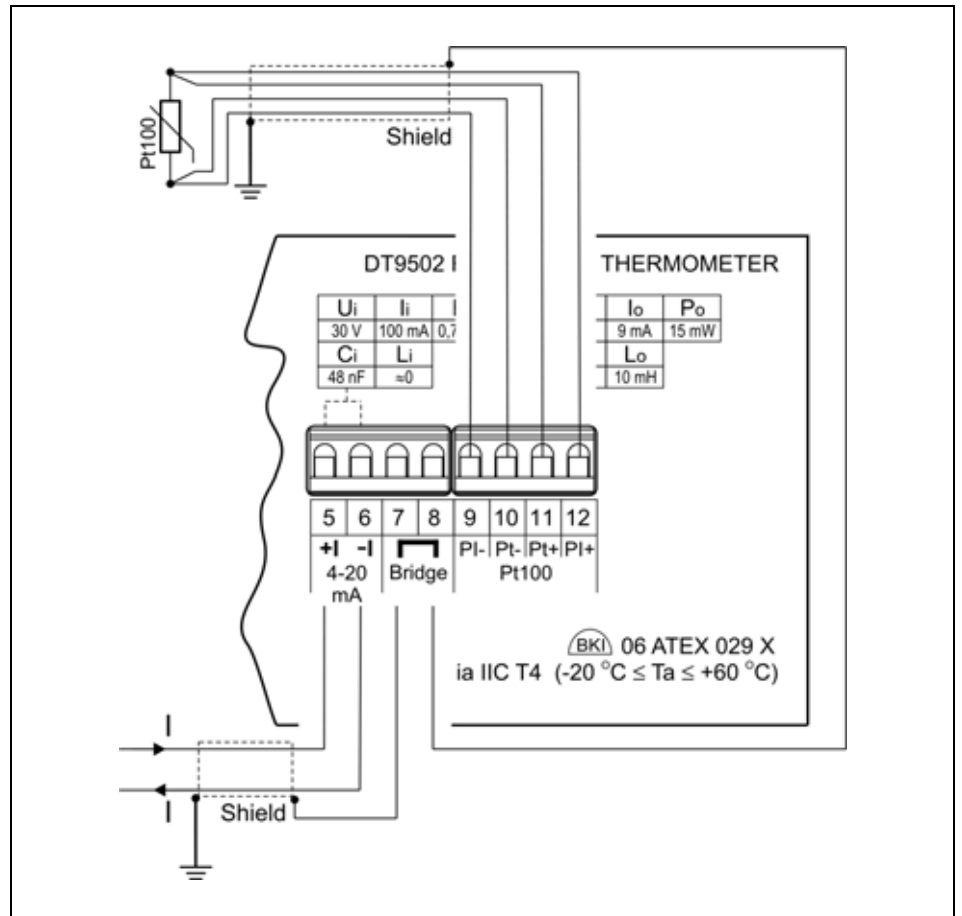 Pt100
Shield
DT9502 THERMOMETER
Ui Ii Io Po
30 V 100 mA 0,7 9 mA 15 mW
Ci Li Lo
48 nF ≈0 10 mH
5 6 7 8 9 10 11 12
+I -I PI- Pt- Pt+ PI+
4-20 Bridge Pt100
mA
BKI 06 ATEX 029 X
ia IIC T4 (-20 °C ≤ Ta ≤ +60 °C)
I
Shield
I